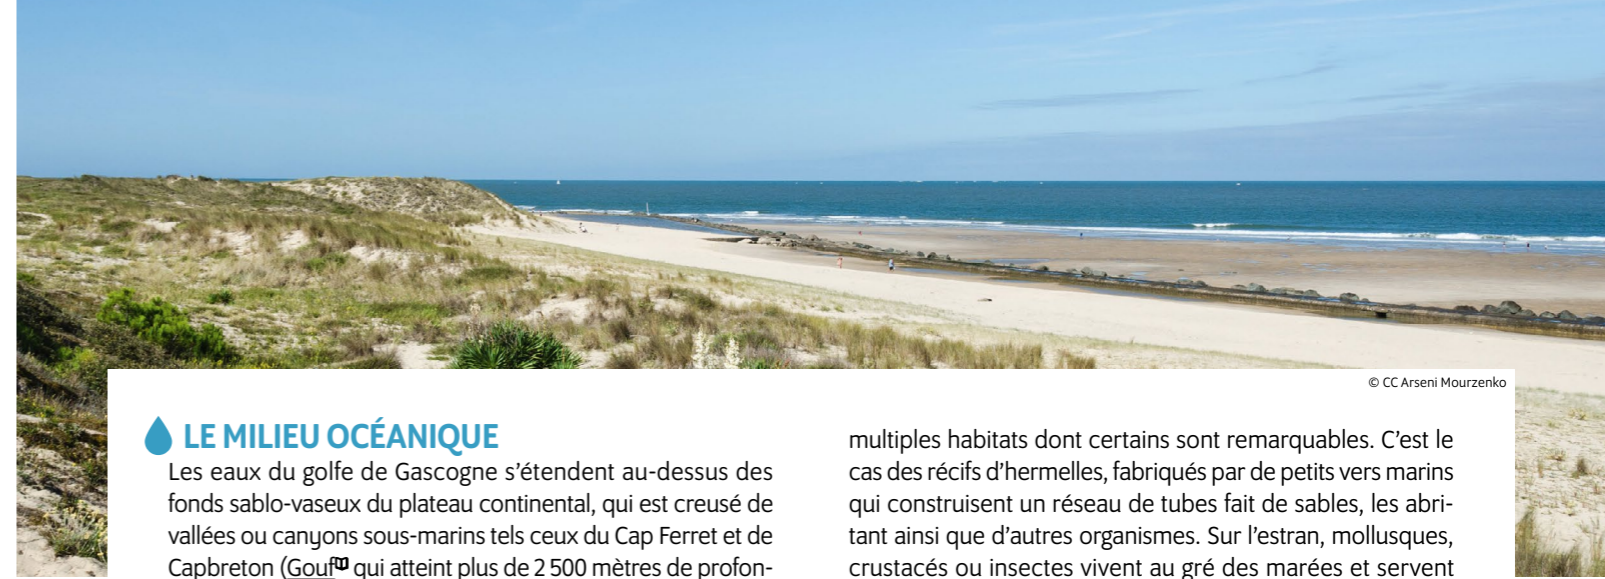 © CC Arseni Mourzenko
LE MILIEU OCÉANIQUE
Les eaux du golfe de Gascogne s’étendent au-dessus des
fonds sablo-vaseux du plateau continental, qui est creusé de
vallées ou canyons sous-marins tels ceux du Cap Ferret et de
Capbreton (Gouf qui atteint plus de 2 500 mètres de profon-
multiples habitats dont certains sont remarquables. C’est le
cas des récifs d’hermelles, fabriqués par de petits vers marins
qui construisent un réseau de tubes fait de sables, les abri-
tant ainsi que d’autres organismes. Sur l’estran, mollusques,
crustacés ou insectes vivent au gré des marées et servent